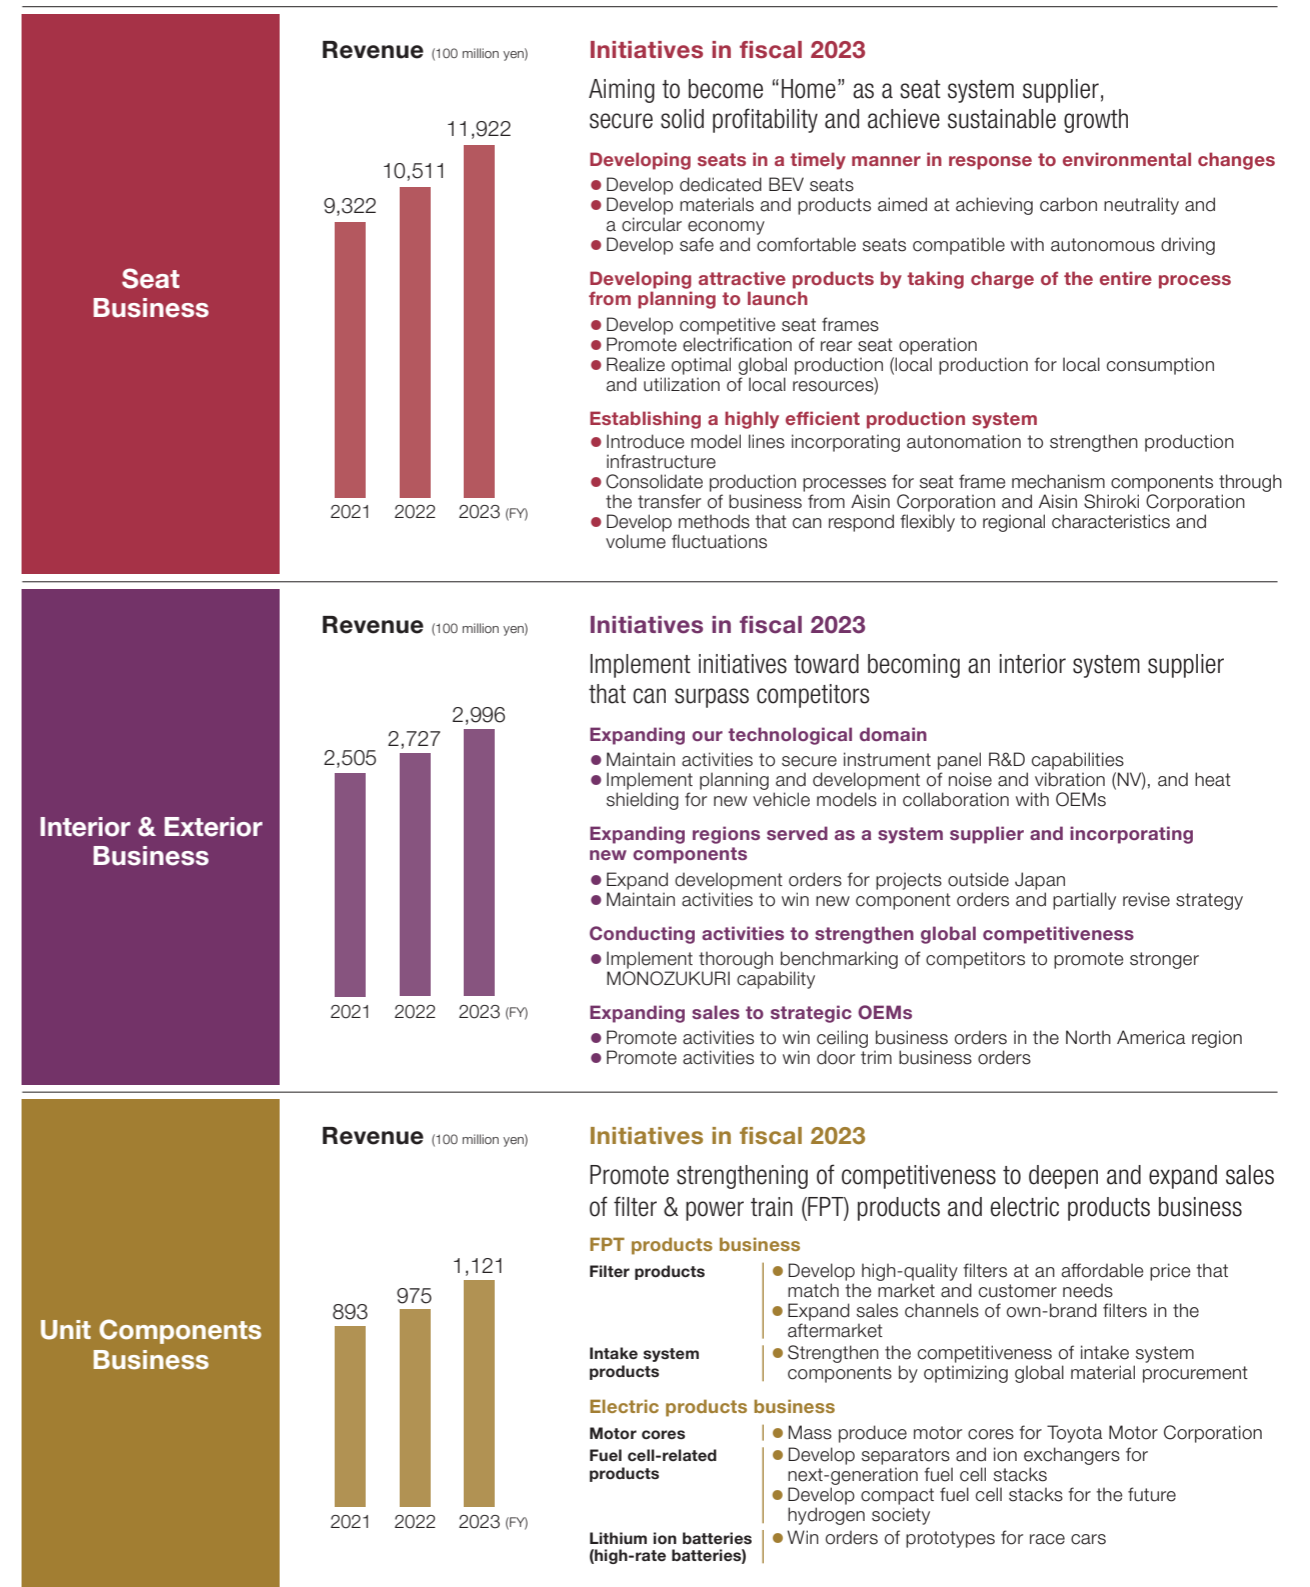 Seat
Business
Revenue (100 million yen)
11,922
10,511
9,322
2021 2022 2023 (FY)
Initiatives in fiscal 2023
Aiming to become “Home” as a seat system supplier,
secure solid profitability and achieve sustainable growth
Developing seats in a timely manner in response to environmental changes
● Develop dedicated BEV seats
● Develop materials and products aimed at achieving carbon neutrality and
a circular economy
● Develop safe and comfortable seats compatible with autonomous driving
Developing attractive products by taking charge of the entire process
from planning to launch
● Develop competitive seat frames
● Promote electrification of rear seat operation
● Realize optimal global production (local production for local consumption
and utilization of local resources)
Establishing a highly efficient production system
● Introduce model lines incorporating autonomation to strengthen production
infrastructure
● Consolidate production processes for seat frame mechanism components through
the transfer of business from Aisin Corporation and Aisin Shiroki Corporation
● Develop methods that can respond flexibly to regional characteristics and
volume fluctuations
Interior & Exterior
Business
Revenue (100 million yen)
2,996
2,727
2,505
2021 2022 2023 (FY)
Initiatives in fiscal 2023
Implement initiatives toward becoming an interior system supplier
that can surpass competitors
Expanding our technological domain
● Maintain activities to secure instrument panel R&D capabilities
● Implement planning and development of noise and vibration (NV), and heat
shielding for new vehicle models in collaboration with OEMs
Expanding regions served as a system supplier and incorporating
new components
● Expand development orders for projects outside Japan
● Maintain activities to win new component orders and partially revise strategy
Conducting activities to strengthen global competitiveness
● Implement thorough benchmarking of competitors to promote stronger
MONOZUKURI capability
Expanding sales to strategic OEMs
● Promote activities to win ceiling business orders in the North America region
● Promote activities to win door trim business orders
Unit Components
Business
Revenue (100 million yen)
1,121
975
893
2021 2022 2023 (FY)
Initiatives in fiscal 2023
Promote strengthening of competitiveness to deepen and expand sales
of filter & power train (FPT) products and electric products business
FPT products business
Filter products
● Develop high-quality filters at an affordable price that
match the market and customer needs
● Expand sales channels of own-brand filters in the
aftermarket
Intake system
products
● Strengthen the competitiveness of intake system
components by optimizing global material procurement
Electric products business
Motor cores
● Mass produce motor cores for Toyota Motor Corporation
Fuel cell-related
products
● Develop separators and ion exchangers for
next-generation fuel cell stacks
● Develop compact fuel cell stacks for the future
hydrogen society
Lithium ion batteries
(high-rate batteries)
● Win orders of prototypes for race cars